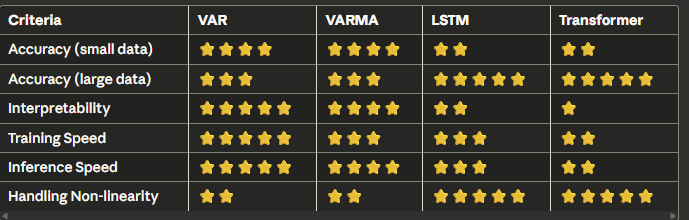 Criteria VAR VARMA LSTM Transformer
Accuracy (small data) ⭐⭐⭐⭐ ⭐⭐⭐⭐ ⭐⭐ ⭐⭐
Accuracy (large data) ⭐⭐⭐ ⭐⭐⭐ ⭐⭐⭐⭐⭐ ⭐⭐⭐⭐⭐
Interpretability ⭐⭐⭐⭐⭐ ⭐⭐⭐⭐ ⭐⭐ ⭐
Training Speed ⭐⭐⭐⭐⭐ ⭐⭐⭐ ⭐⭐⭐ ⭐⭐
Inference Speed ⭐⭐⭐⭐⭐ ⭐⭐⭐⭐ ⭐⭐⭐ ⭐⭐
Handling Non-linearity ⭐⭐ ⭐⭐ ⭐⭐⭐⭐⭐ ⭐⭐⭐⭐⭐